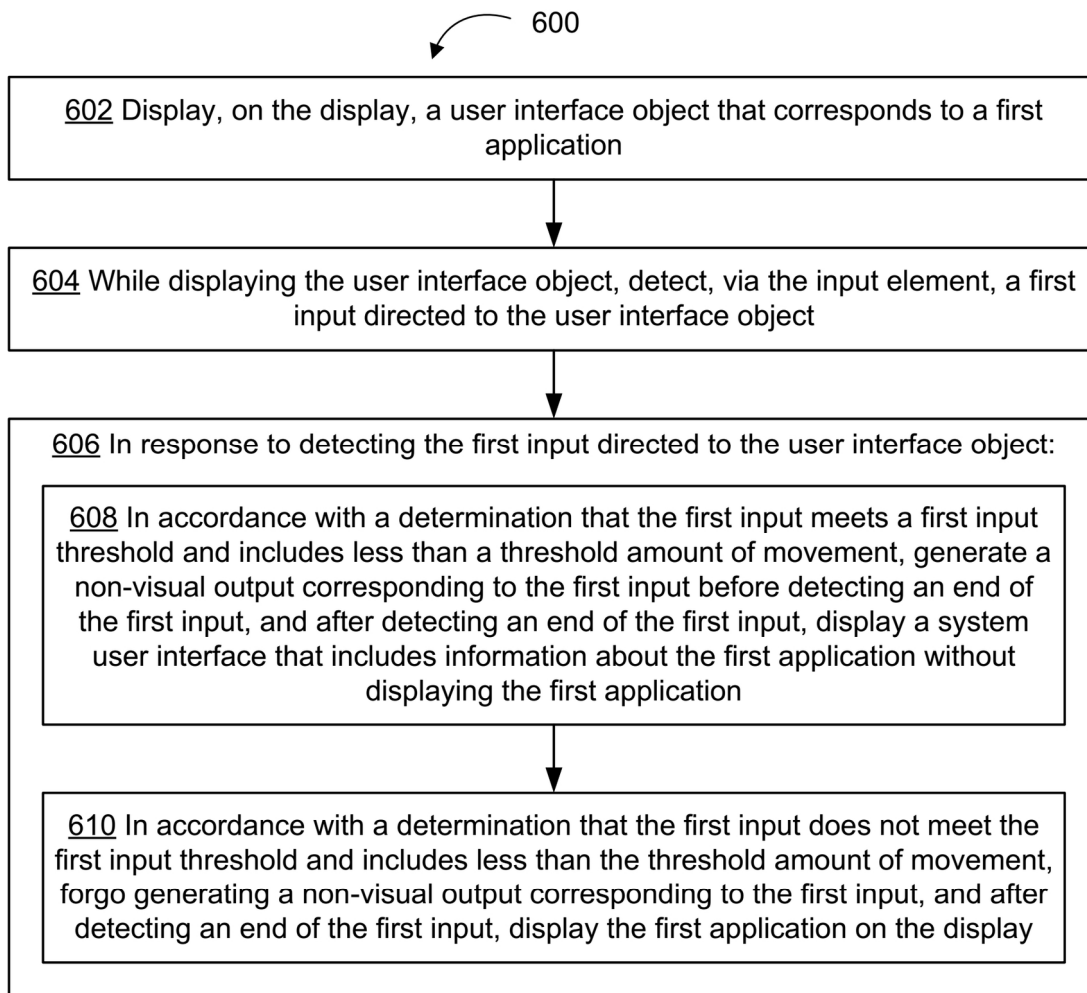 600
602 Display, on the display, a user interface object that corresponds to a first
application
604 While displaying the user interface object, detect, via the input element, a first
input directed to the user interface object
606 In response to detecting the first input directed to the user interface object:
608 In accordance with a determination that the first input meets a first input
threshold and includes less than a threshold amount of movement, generate a
non-visual output corresponding to the first input before detecting an end of
the first input, and after detecting an end of the first input, display a system
user interface that includes information about the first application without
displaying the first application
610 In accordance with a determination that the first input does not meet the
first input threshold and includes less than the threshold amount of movement,
forgo generating a non-visual output corresponding to the first input, and after
detecting an end of the first input, display the first application on the display